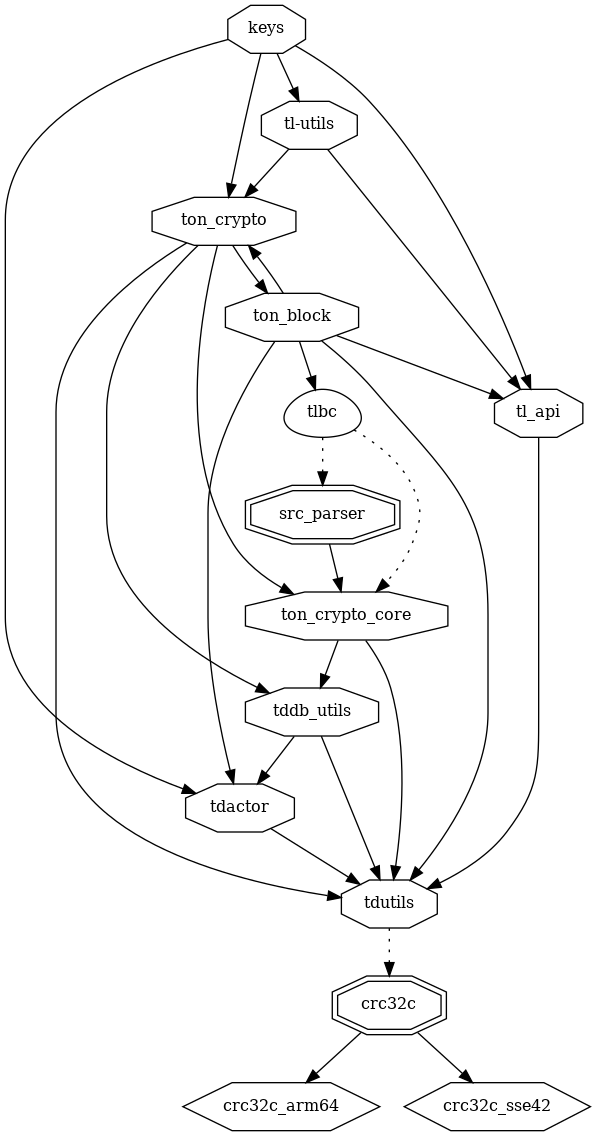 keys
tl-utils
ton_crypto
ton_block
tlbc
tl_api
src_parser
ton_crypto_core
tddb_utils
tdactor
tdutils
crc32c
crc32c_arm64
crc32c_sse42